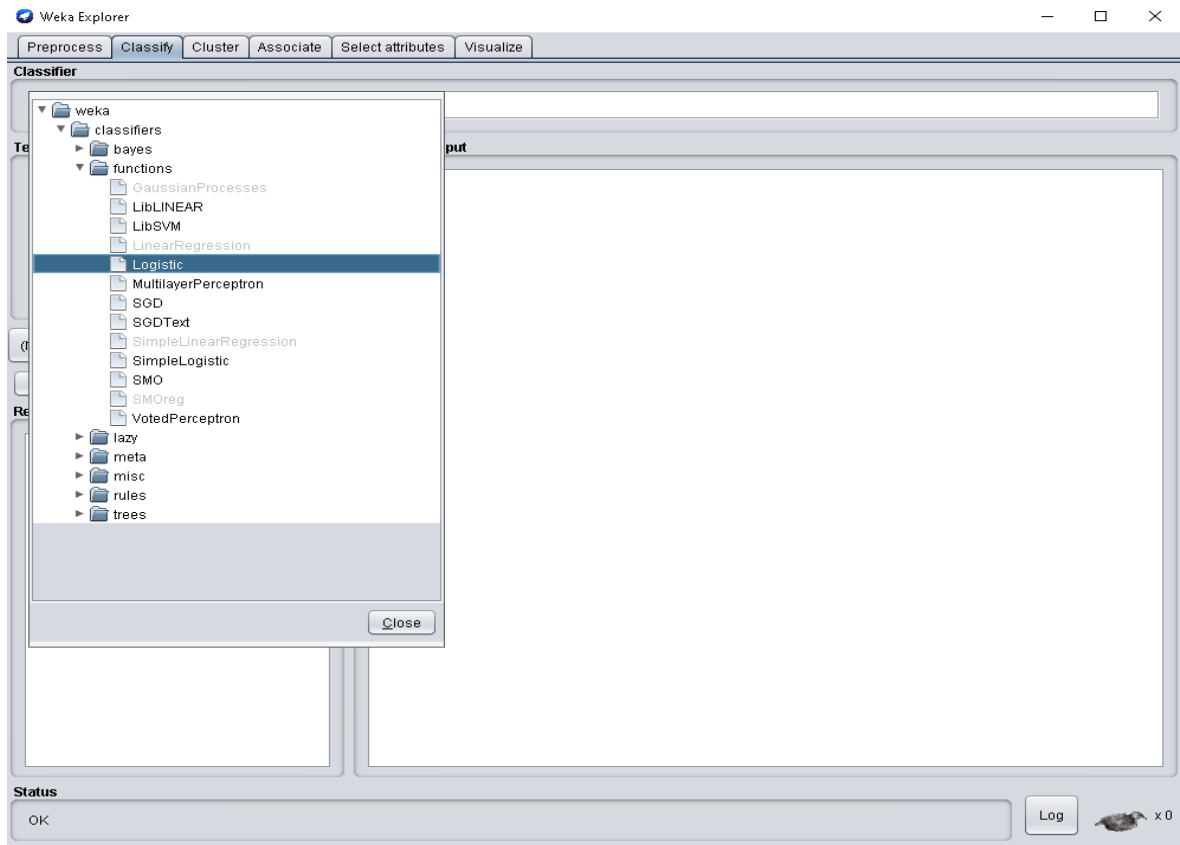 Weka Explorer
Preprocess Classify Cluster Associate Select attributes Visualize
Classifier
weka
classifiers
bayes
functions
GaussianProcesses
LibLINEAR
LibSVM
LinearRegression
Logistic
MultilayerPerceptron
SGD
SGDText
SimpleLinearRegression
SimpleLogistic
SMO
SMOreg
VotedPerceptron
lazy
meta
misc
rules
trees
Close
Status
OK
Log x 0